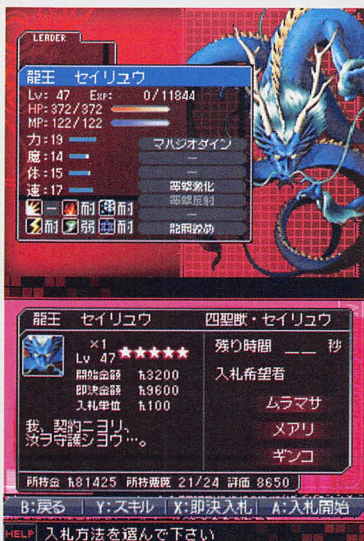 LEADER
龍王 セイリュウ
Lv: 47 Exp: 0/11844
HP:372/372
MP:122/122
力:19
魔:14
体:15
速:17
マハジオダイン
—
—
電撃激化
電撃反射
—
龍眼
— 耐 耐
耐 弱 耐
龍王 セイリュウ
四聖獣・セイリュウ
×1
Lv 47 ★★★★★
開始金額 ћ3200
即決金額 ћ9600
入札単位 ћ100
残り時間 __ 秒
入札希望者
ムラマサ
メアリ
ギンコ
我、契約ニヨリ、
汝ヲ守護シヨウ…。
所持金 ћ81425 所持悪魔 21/24 評価 8650
B:戻る Y:スキル X:即決入札 A:入札開始
HELP 入札方法を選んで下さい